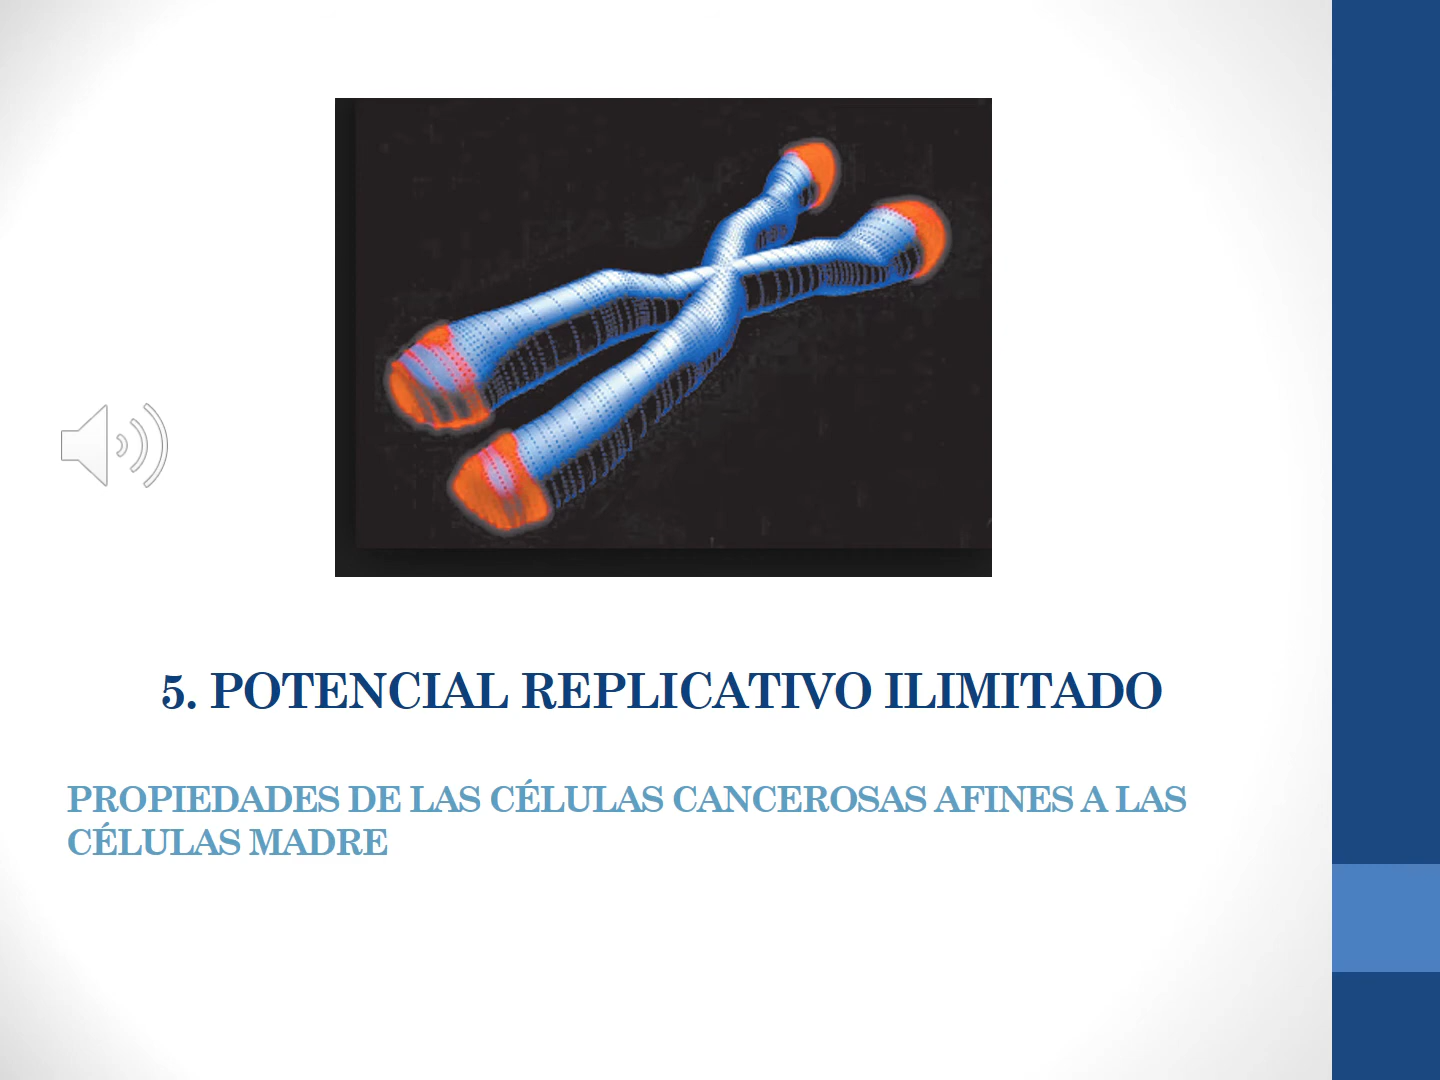 5. POTENCIAL REPLICATIVO ILIMITADO
PROPIEDADES DE LAS CÉLULAS CANCEROSAS AFINES A LAS
CÉLULAS MADRE